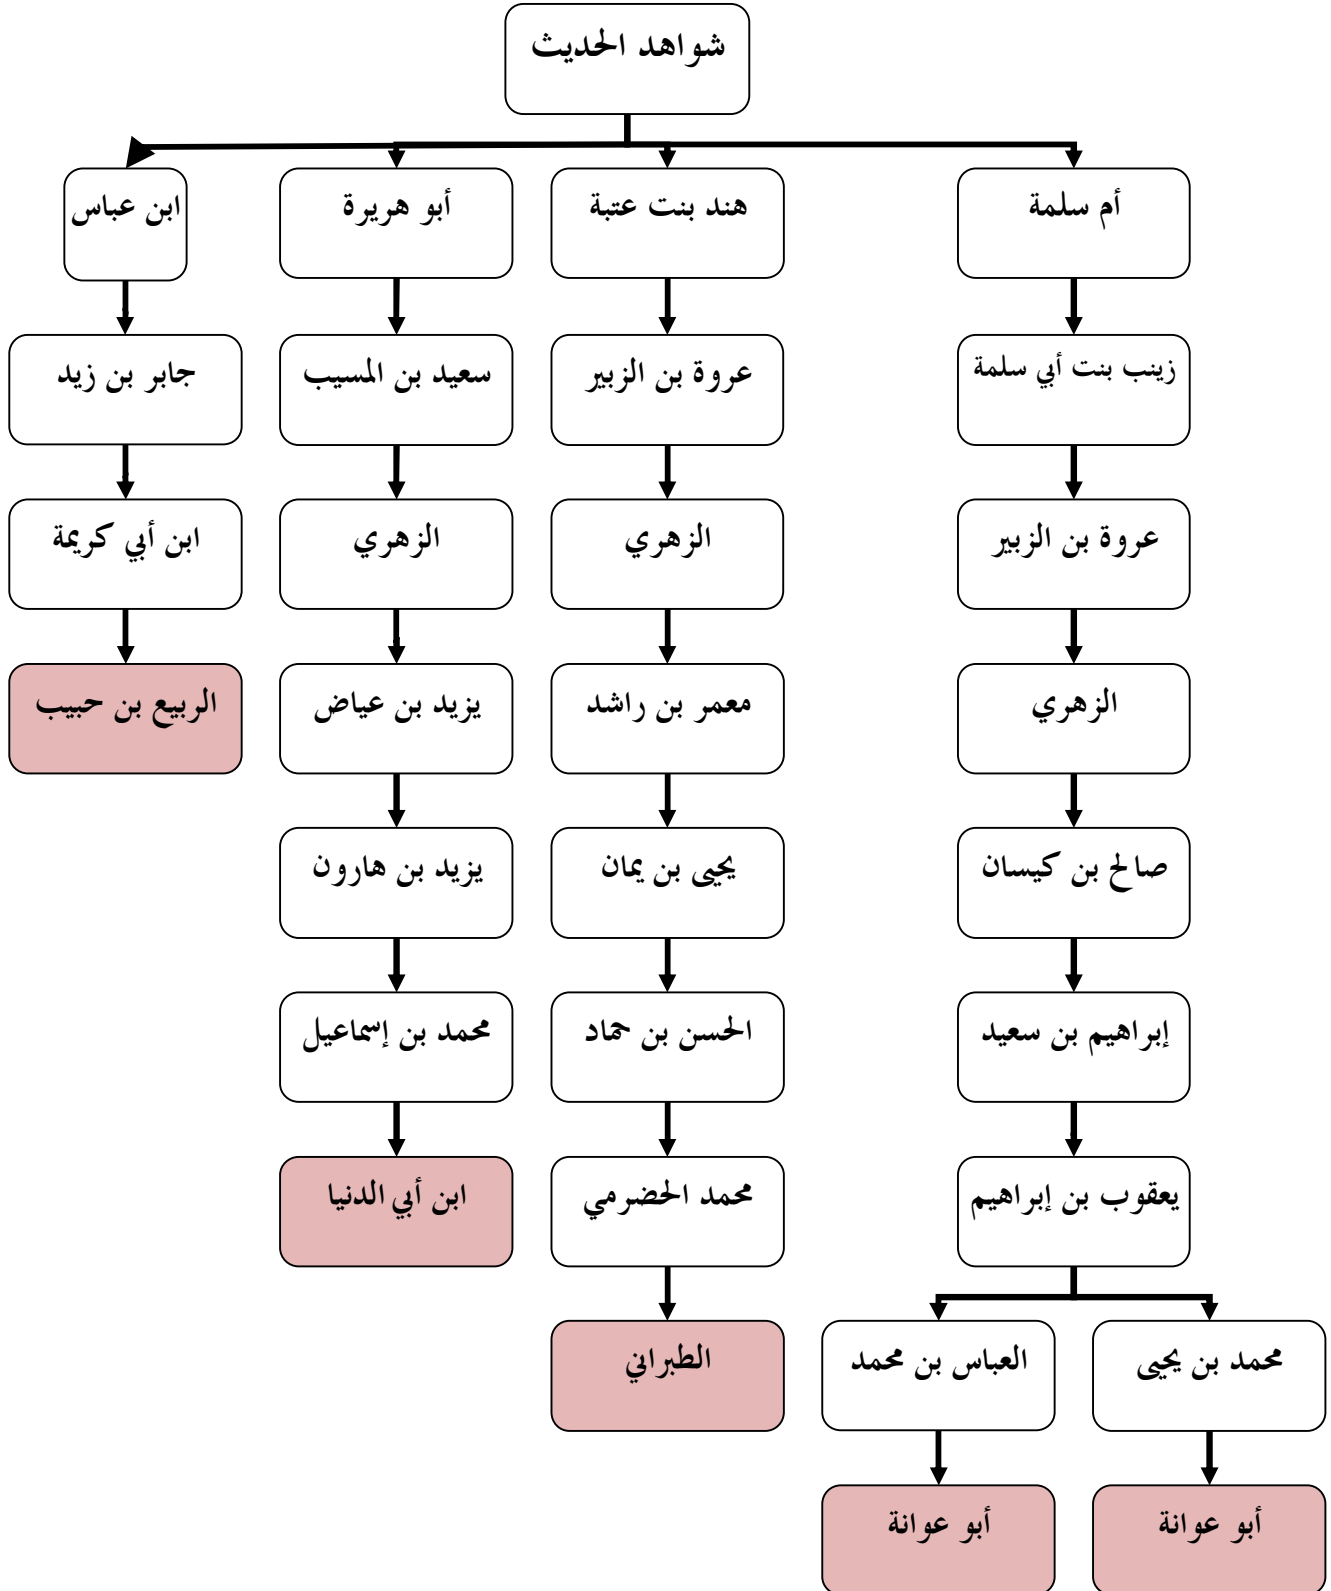 شواهد الحديث
أم سلمة
هند بنت عتبة
أبو هريرة
ابن عباس
زينب بنت أبي سلمة
عروة بن الزبير
سعيد بن المسيب
جابر بن زيد
عروة بن الزبير
الزهري
الزهري
ابن أبي كريمة
الزهري
معمر بن راشد
يزيد بن عياض
الربيع بن حبيب
صالح بن كيسان
يحيى بن يمان
يزيد بن هارون
إبراهيم بن سعيد
الحسن بن حماد
محمد بن إسماعيل
يعقوب بن إبراهيم
محمد الحضرمي
ابن أبي الدنيا
محمد بن يحيى
العباس بن محمد
الطبراني
أبو عوانة
أبو عوانة